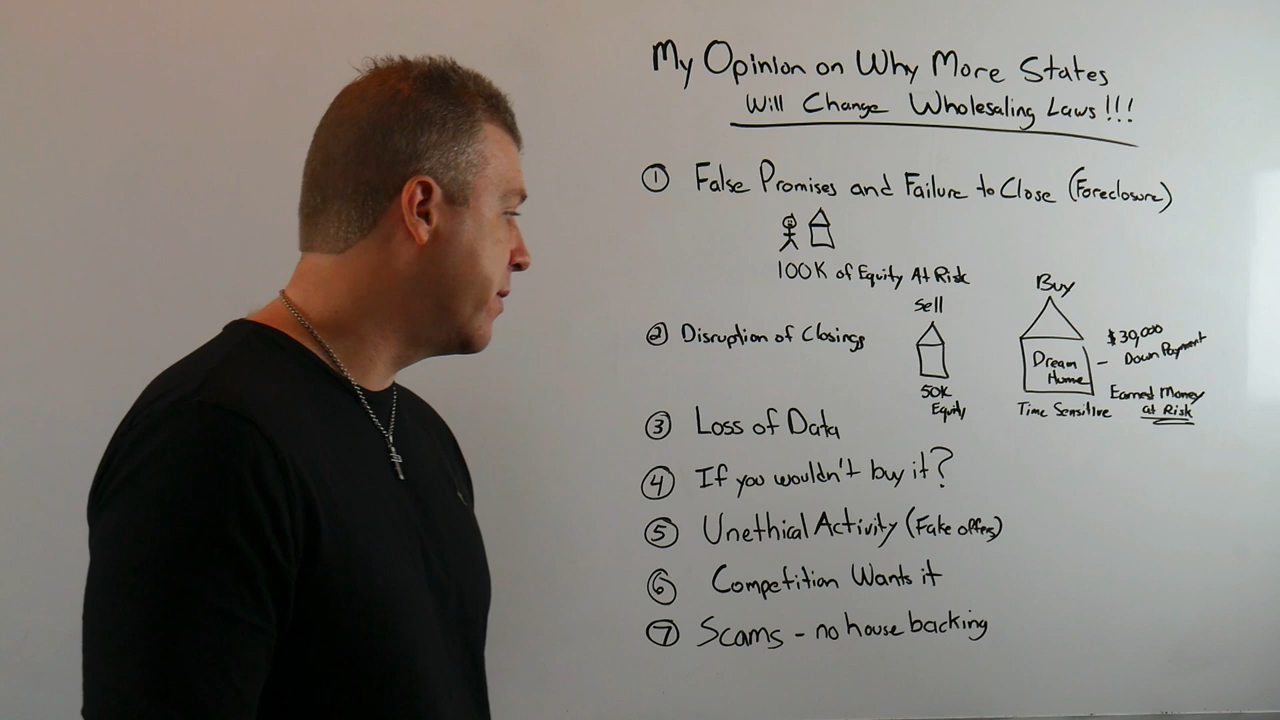 My Opinion on Why More States
Will Change Wholesaling Laws!!!
① False Promises and Failure to Close (Foreclosure)
100K of Equity At Risk
② Disruption of Closings
Sell
50K
Equity
Buy
Dream
Home
Time Sensitive
$30,000
- Down Payment
Earned Money
at Risk
③ Loss of Data
④ If you wouldn't buy it?
⑤ Unethical Activity (Fake offers)
⑥ Competition Wants it
⑦ Scams - no house backing